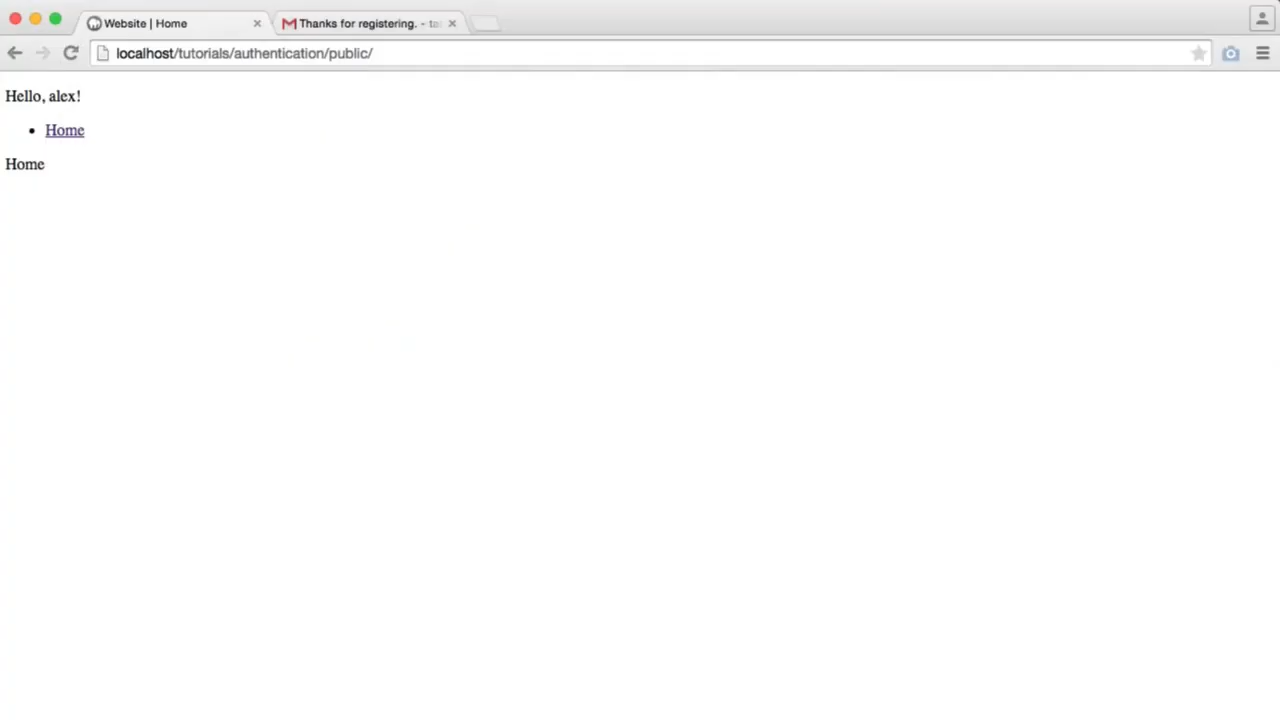 Website | Home
Thanks for registering. -
localhost/tutorials/authentication/public/
Hello, alex!
Home
Home